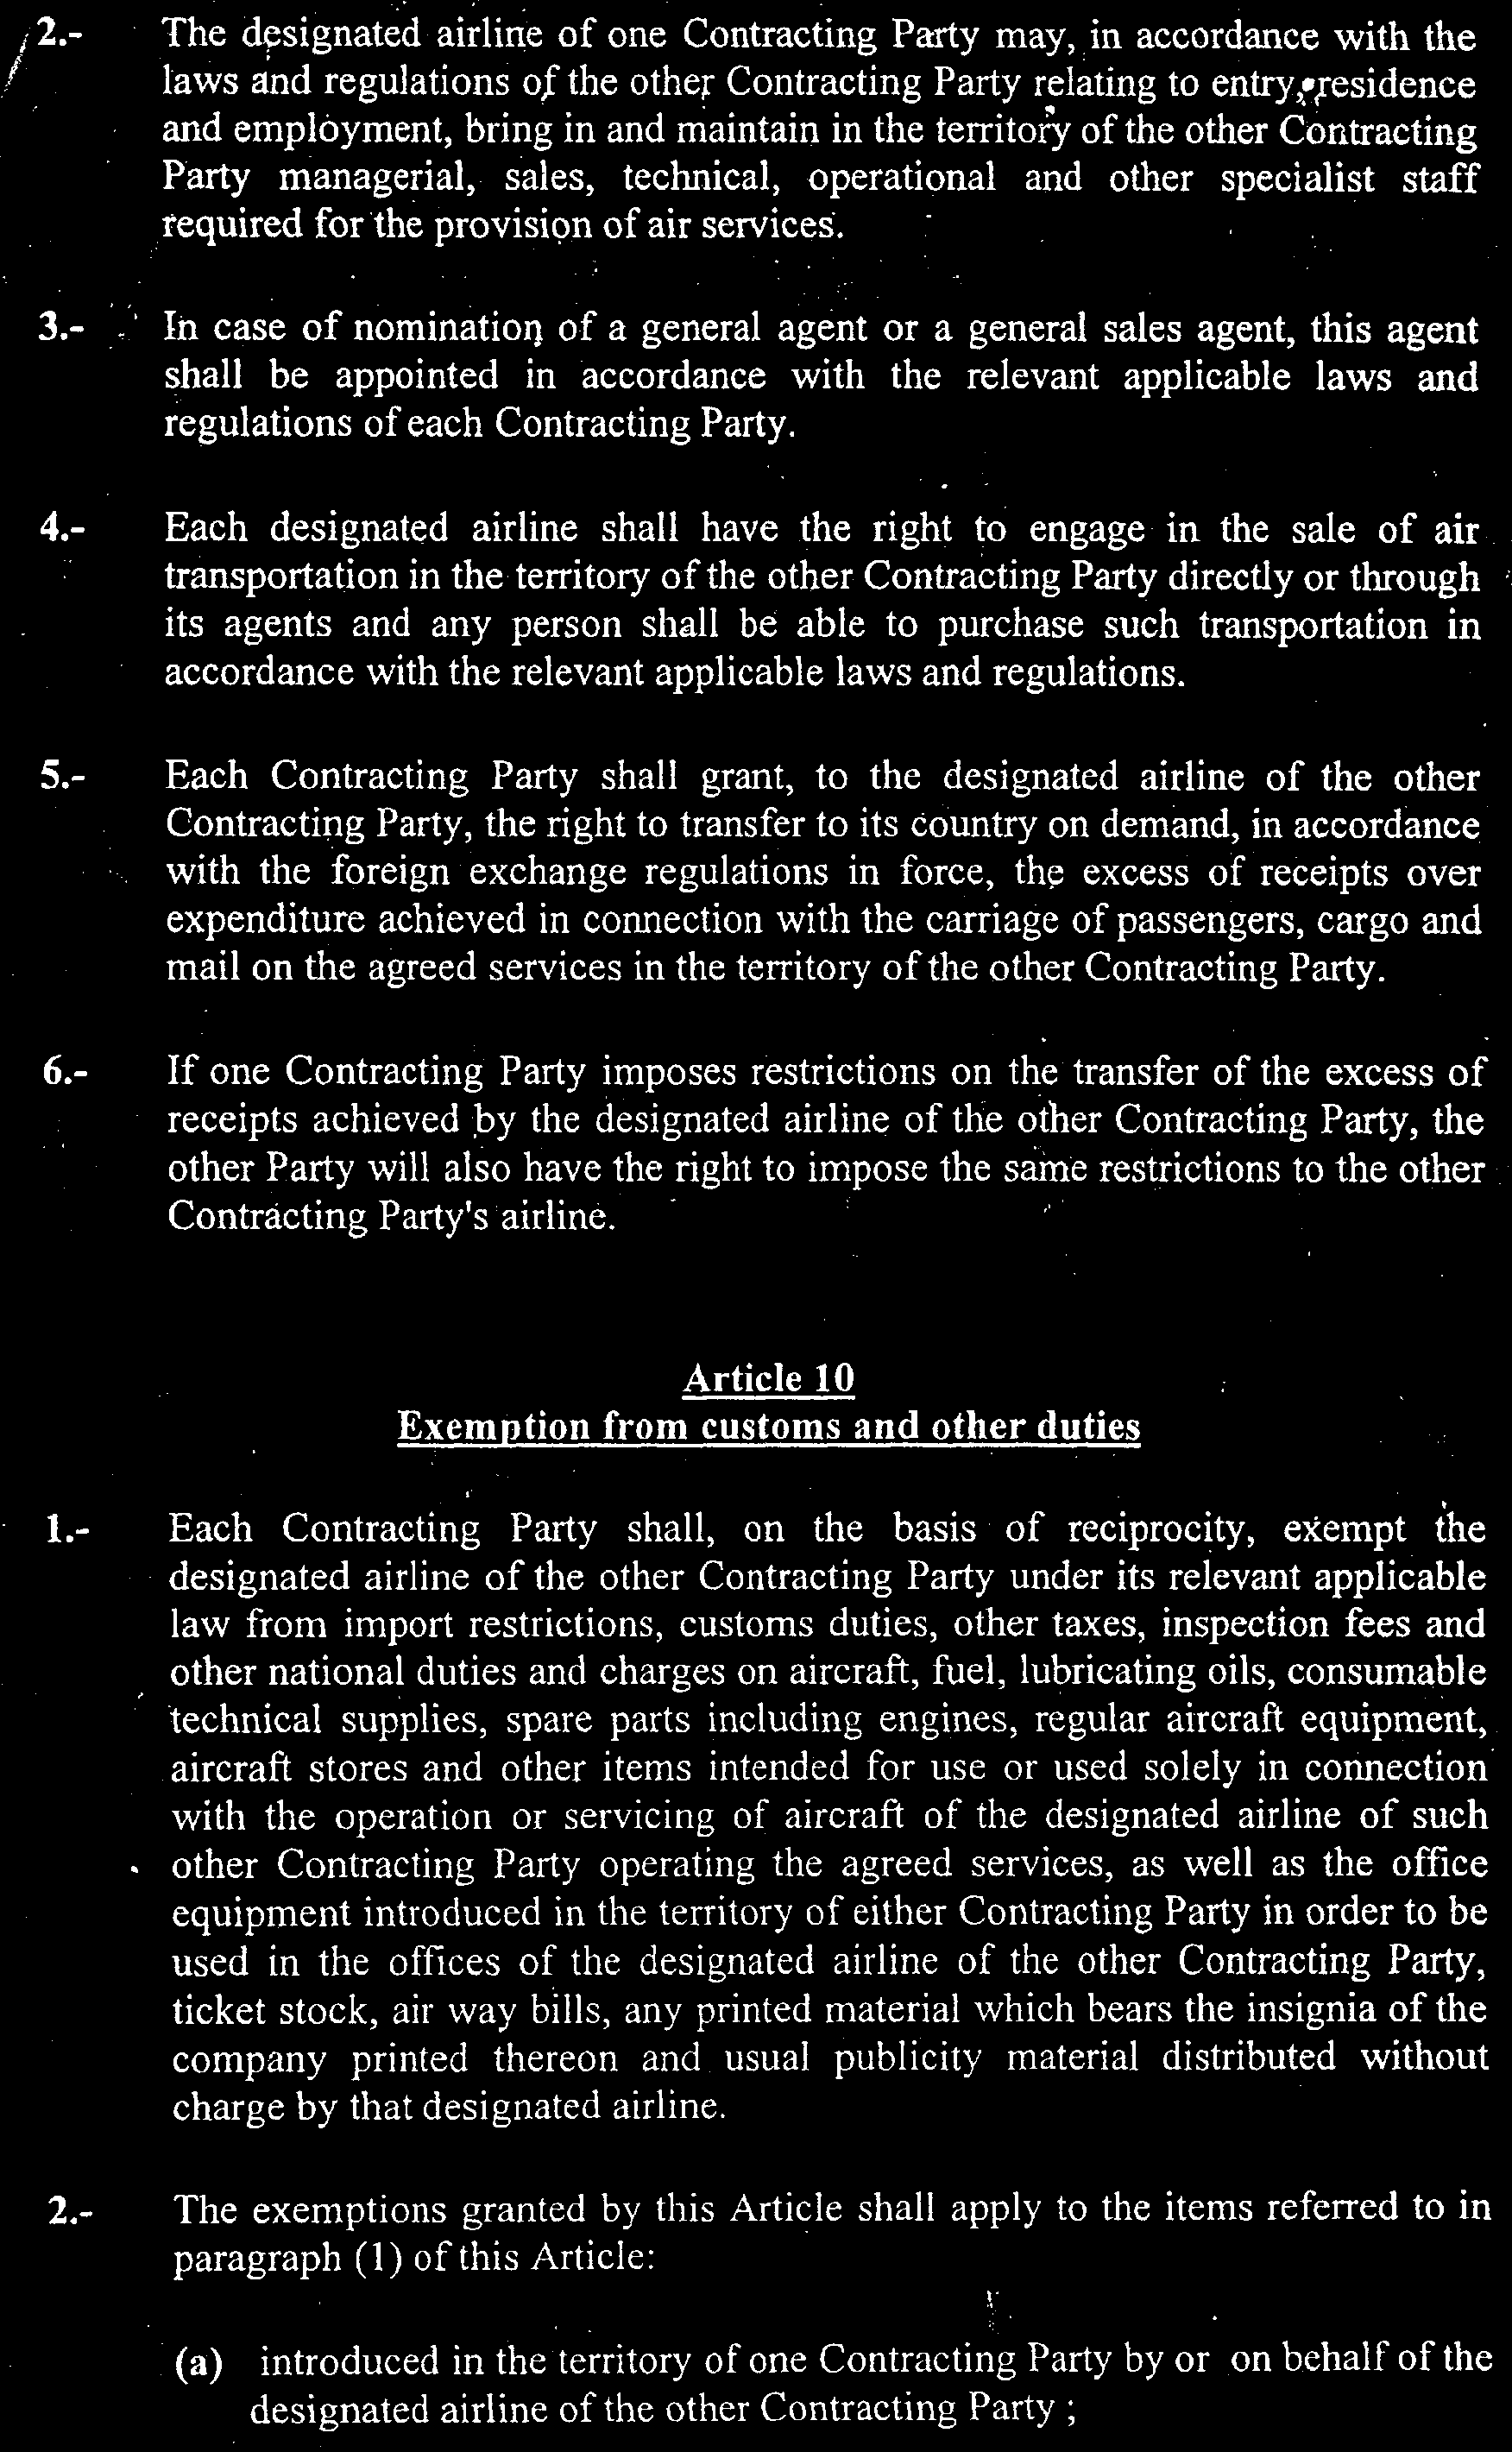 2.- The designated airline of one Contracting Party may, in accordance with the
laws and regulations of the other Contracting Party relating to entry, residence
and employment, bring in and maintain in the territory of the other Contracting
Party managerial, sales, technical, operational and other specialist staff
required for the provision of air services.
3.- In case of nomination of a general agent or a general sales agent, this agent
shall be appointed in accordance with the relevant applicable laws and
regulations of each Contracting Party.
4.- Each designated airline shall have the right to engage in the sale of air
transportation in the territory of the other Contracting Party directly or through
its agents and any person shall be able to purchase such transportation in
accordance with the relevant applicable laws and regulations.
5.- Each Contracting Party shall grant, to the designated airline of the other
Contracting Party, the right to transfer to its country on demand, in accordance
with the foreign exchange regulations in force, the excess of receipts over
expenditure achieved in connection with the carriage of passengers, cargo and
mail on the agreed services in the territory of the other Contracting Party.
6.- If one Contracting Party imposes restrictions on the transfer of the excess of
receipts achieved by the designated airline of the other Contracting Party, the
other Party will also have the right to impose the same restrictions to the other
Contracting Party's airline.
Article 10
Exemption from customs and other duties
1.- Each Contracting Party shall, on the basis of reciprocity, exempt the
designated airline of the other Contracting Party under its relevant applicable
law from import restrictions, customs duties, other taxes, inspection fees and
other national duties and charges on aircraft, fuel, lubricating oils, consumable
technical supplies, spare parts including engines, regular aircraft equipment,
aircraft stores and other items intended for use or used solely in connection
with the operation or servicing of aircraft of the designated airline of such
other Contracting Party operating the agreed services, as well as the office
equipment introduced in the territory of either Contracting Party in order to be
used in the offices of the designated airline of the other Contracting Party,
ticket stock, air way bills, any printed material which bears the insignia of the
company printed thereon and usual publicity material distributed without
charge by that designated airline.
2.- The exemptions granted by this Article shall apply to the items referred to in
paragraph (1) of this Article:
(a) introduced in the territory of one Contracting Party by or on behalf of the
designated airline of the other Contracting Party ;